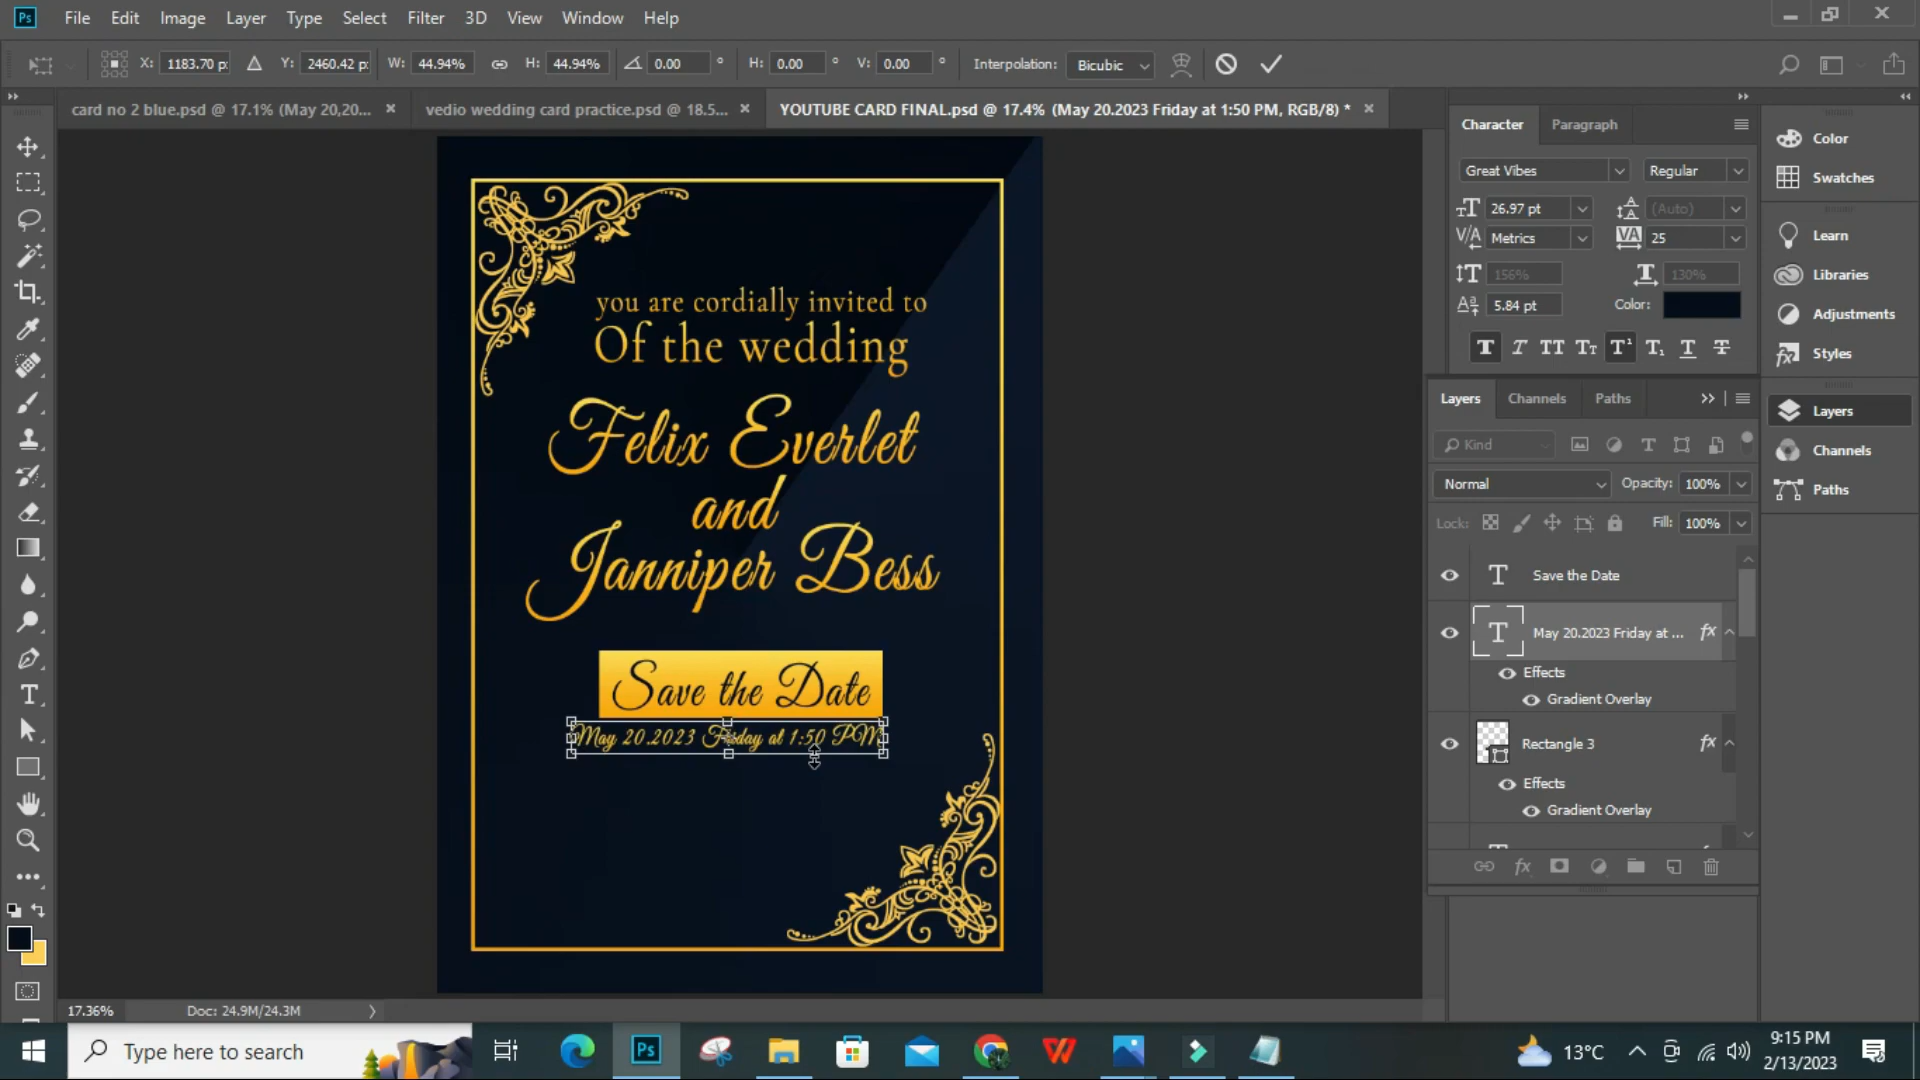 Ps File Edit Image Layer Type Select Filter 3D View Window Help
X: 1183.70 p: Y: 2460.42 p: W: 44.94% H: 44.94% 0.00 ° H: 0.00 ° V: 0.00 ° Interpolation: Bicubic
card no 2 blue.psd @ 17.1% (May 20,20... × vedio wedding card practice.psd @ 18.5... × YOUTUBE CARD FINAL.psd @ 17.4% (May 20.2023 Friday at 1:50 PM, RGB/8) * ×
you are cordially invited to
Of the wedding
Felix Everlet
and
Janniper Bess
Save the Date
May 20.2023 Friday at 1:50 PM
Character Paragraph
Great Vibes Regular
26.97 pt (Auto)
Metrics 25
156% 130%
5.84 pt Color:
Layers Channels Paths
Kind
Normal Opacity: 100%
Lock: Fill: 100%
Save the Date
May 20.2023 Friday at ... fx
Effects
Gradient Overlay
Rectangle 3 fx
Effects
Gradient Overlay
Color
Swatches
Learn
Libraries
Adjustments
Styles
Layers
Channels
Paths
17.36% Doc: 24.9M/24.3M
Type here to search
Ps
13°C
9:15 PM
2/13/2023